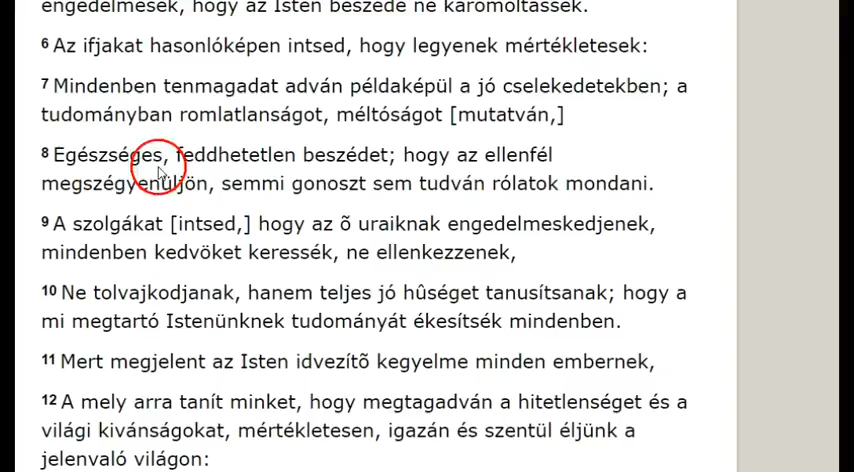 engedelmesek, hogy az Isten beszéde ne káromoltassék.
6 Az ifjakat hasonlóképen intsed, hogy legyenek mértékletesek:
7 Mindenben tenmagadat adván példaképül a jó cselekedetekben; a
tudományban romlatlanságot, méltóságot [mutatván,]
8 Egészséges, feddhetetlen beszédet; hogy az ellenfél
megszégyenüljön, semmi gonoszt sem tudván rólatok mondani.
9 A szolgákat [intsed,] hogy az õ uraiknak engedelmeskedjenek,
mindenben kedvöket keressék, ne ellenkezzenek,
10 Ne tolvajkodjanak, hanem teljes jó hûséget tanusítsanak; hogy a
mi megtartó Istenünknek tudományát ékesítsék mindenben.
11 Mert megjelent az Isten idvezítõ kegyelme minden embernek,
12 A mely arra tanít minket, hogy megtagadván a hitetlenséget és a
világi kivánságokat, mértékletesen, igazán és szentül éljünk a
jelenvaló világon: